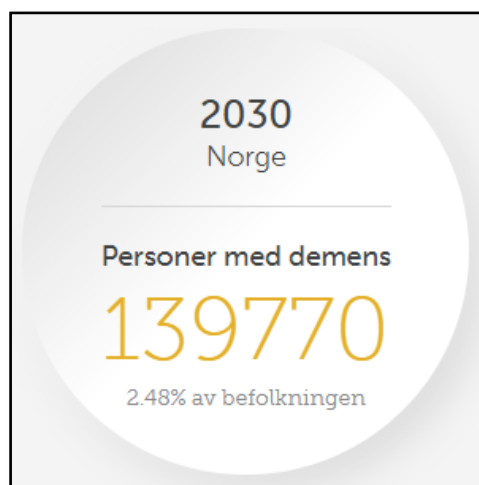 2030
Norge
Personer med demens
139770
2.48% av befolkningen